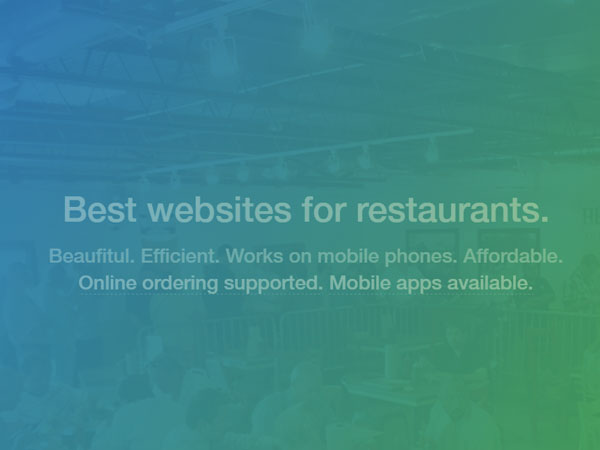 Best websites for restaurants.
Beaufitul. Efficient. Works on mobile phones. Affordable.
Online ordering supported. Mobile apps available.